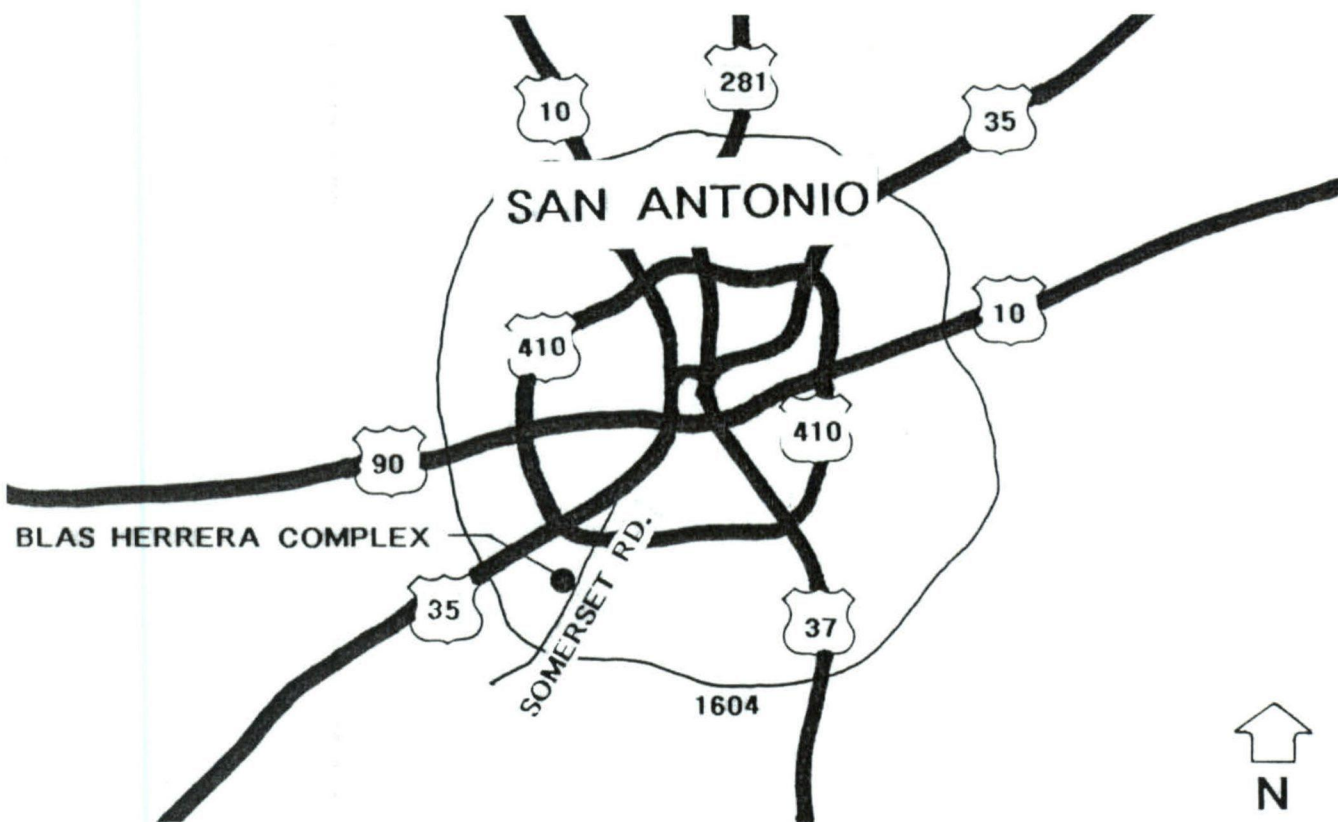 281
10
35
SAN ANTONIO
10
410
410
90
BLAS HERRERA COMPLEX
SOMERSET RD.
35
37
1604
N